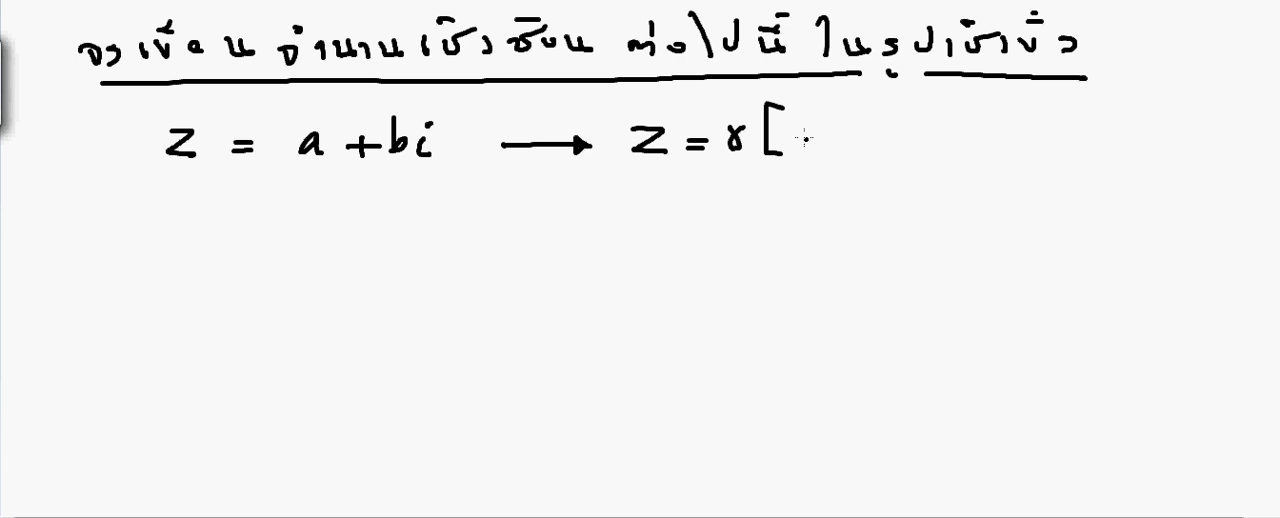 จงเขียนจำนวนเชิงซ้อน ต่อไปนี้ ในรูปเชิงขั้ว
z = a + bi ⟶ z = r [